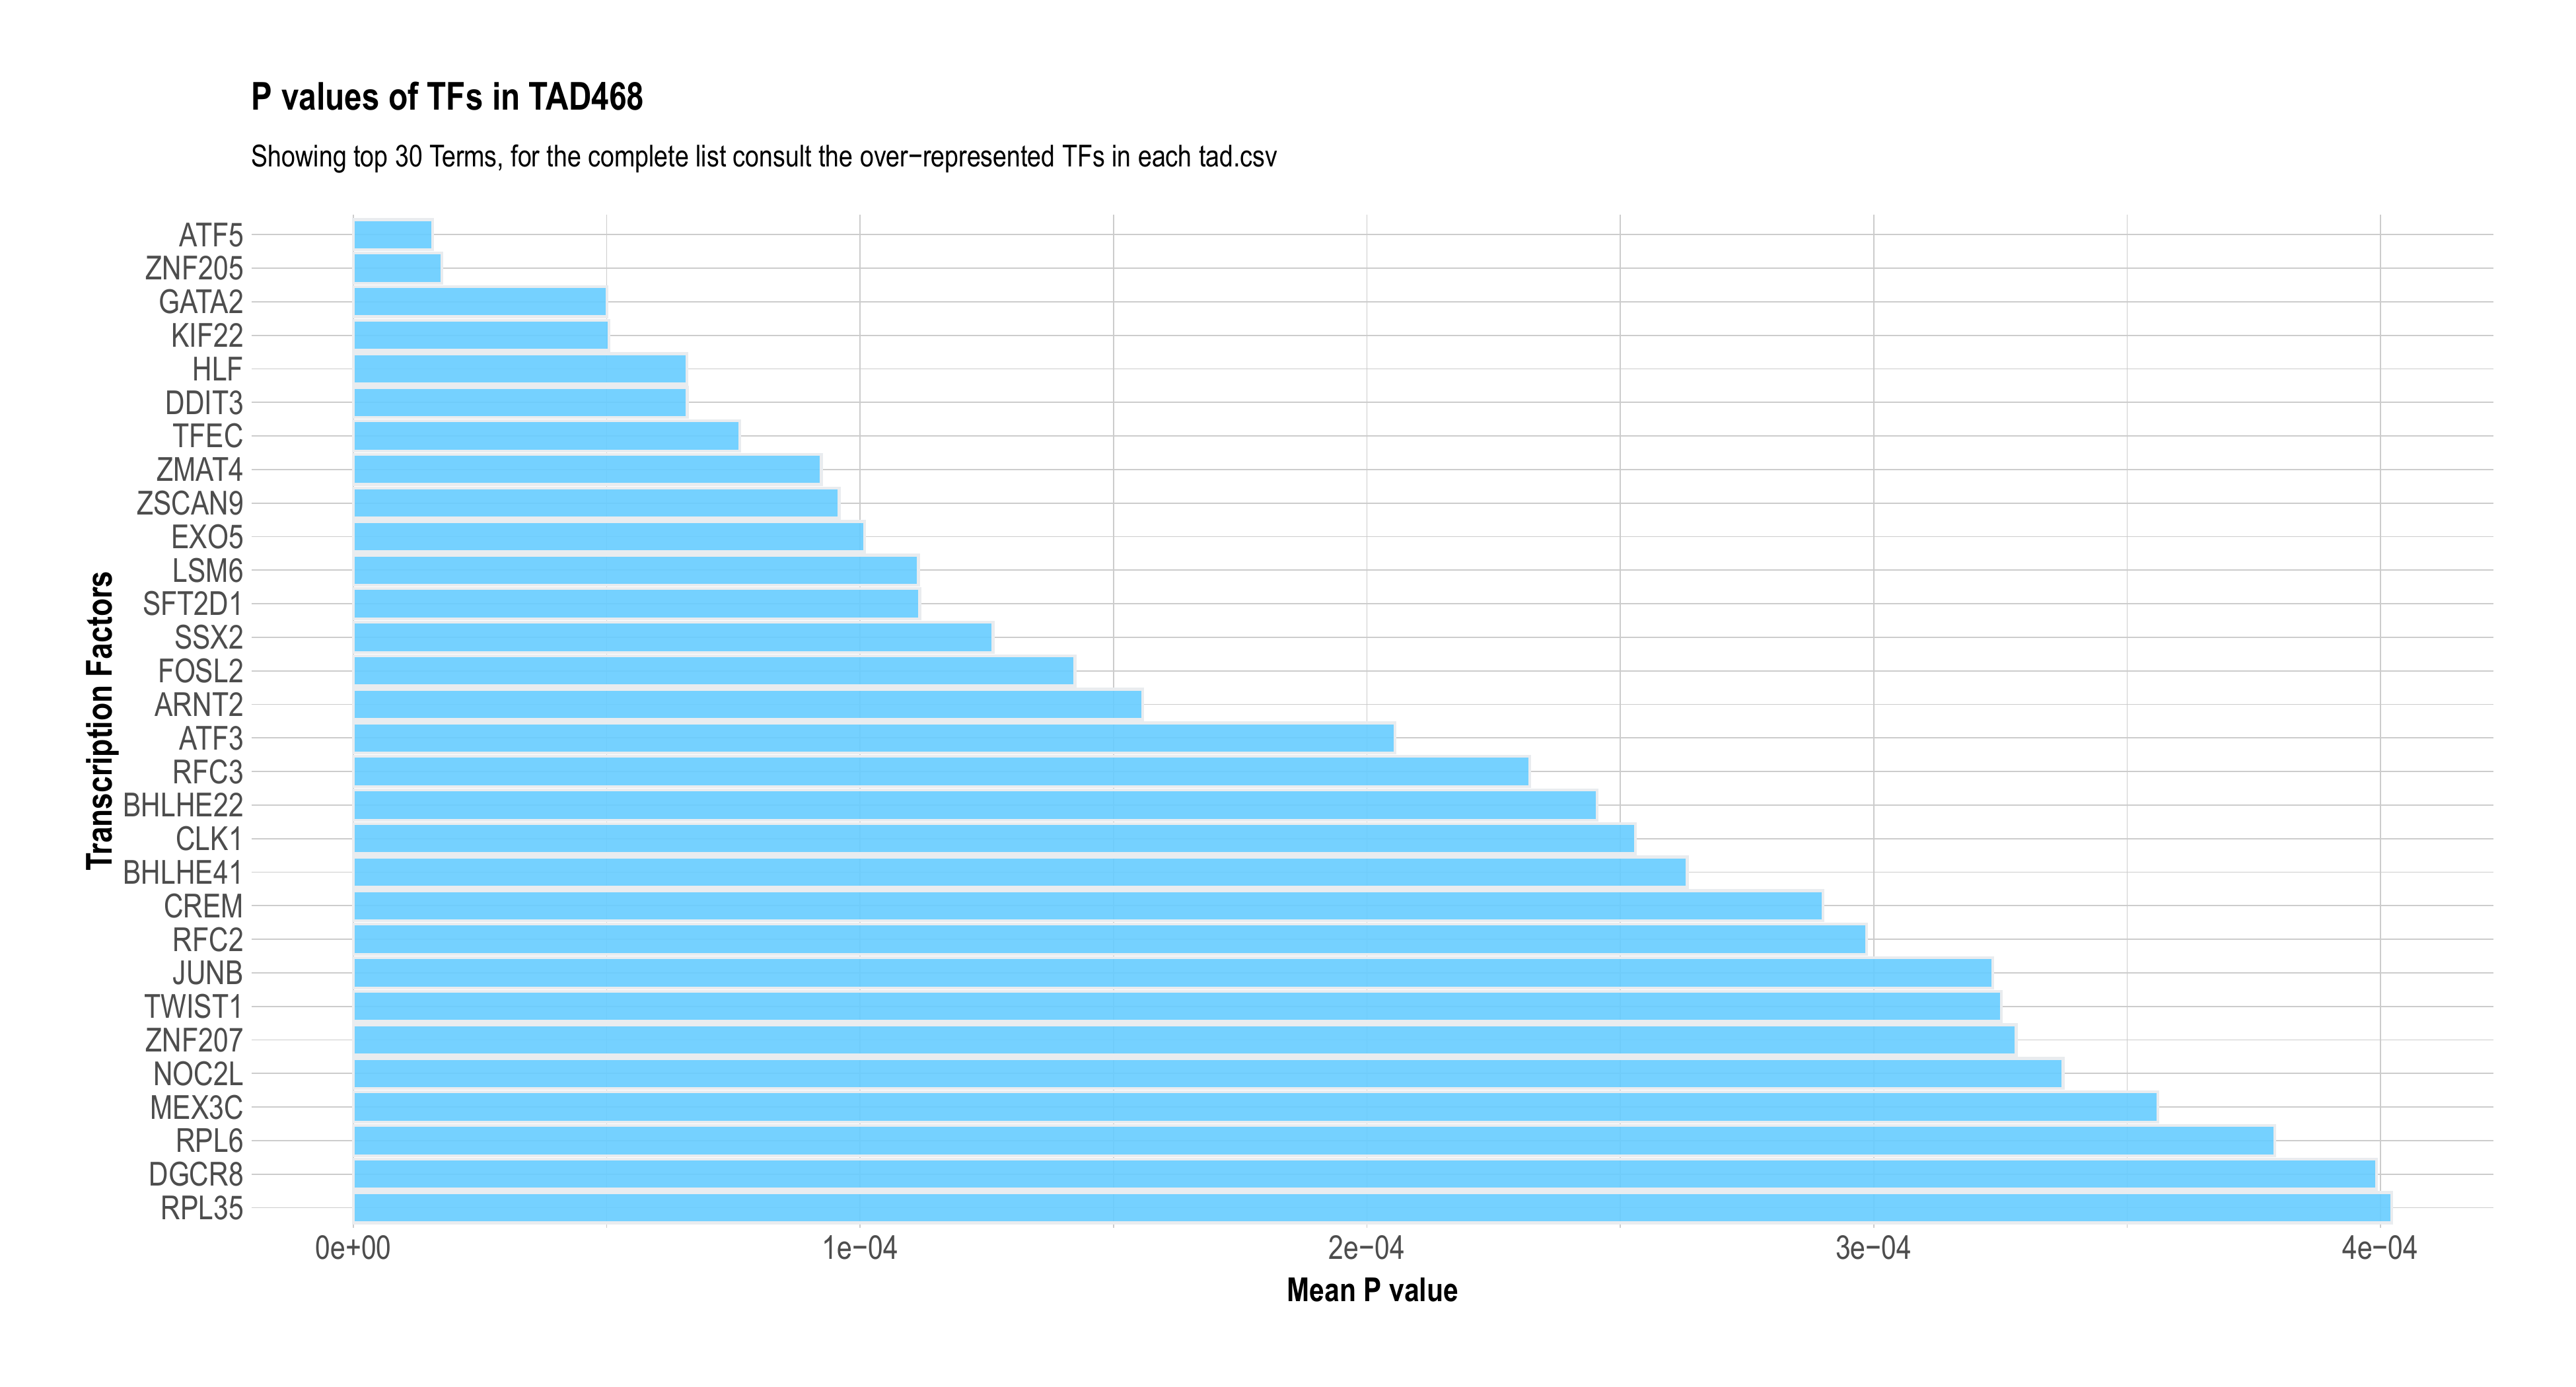 P values of TFs in TAD468
Showing top 30 Terms, for the complete list consult the over−represented TFs in each tad.csv
Transcription Factors
ATF5
ZNF205
GATA2
KIF22
HLF
DDIT3
TFEC
ZMAT4
ZSCAN9
EXO5
LSM6
SFT2D1
SSX2
FOSL2
ARNT2
ATF3
RFC3
BHLHE22
CLK1
BHLHE41
CREM
RFC2
JUNB
TWIST1
ZNF207
NOC2L
MEX3C
RPL6
DGCR8
RPL35
0e+00 1e−04 2e−04 3e−04 4e−04
Mean P value